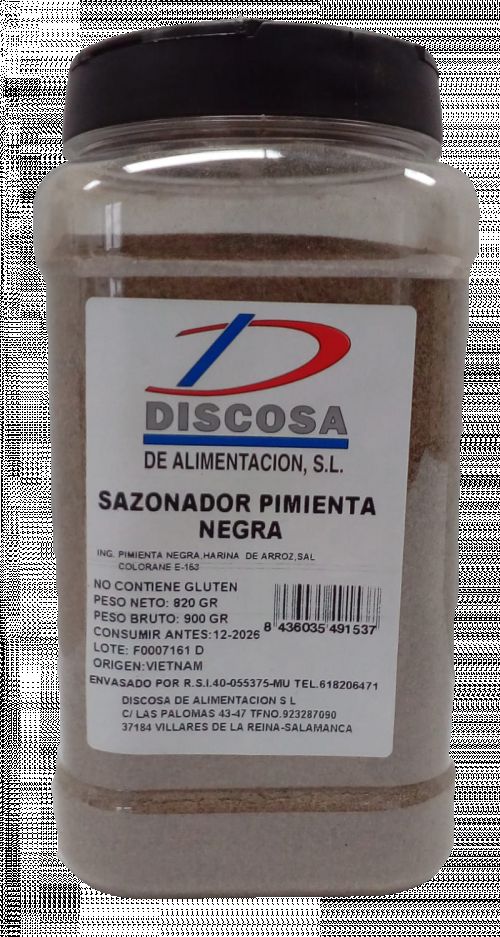 DISCOSA
DE ALIMENTACION, S.L.
SAZONADOR PIMIENTA
NEGRA
ING. PIMIENTA NEGRA,HARINA DE ARROZ,SAL
COLORANE E-153
NO CONTIENE GLUTEN
PESO NETO: 820 GR
PESO BRUTO: 900 GR
CONSUMIR ANTES:12-2026
LOTE: F0007161 D
ORIGEN:VIETNAM
8 436035 491537
ENVASADO POR R.S.I.40-055375-MU TEL.618206471
DISCOSA DE ALIMENTACION S L
C/ LAS PALOMAS 43-47 TFNO.923287090
37184 VILLARES DE LA REINA-SALAMANCA